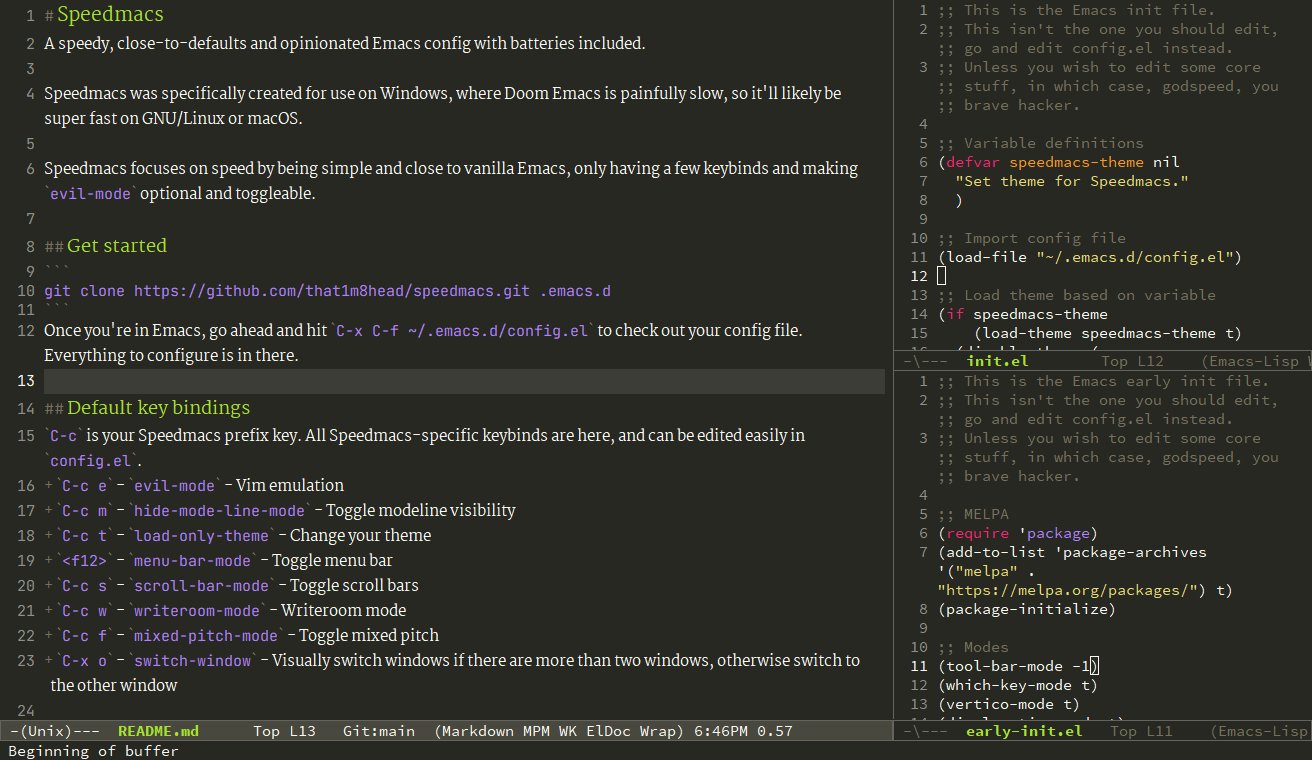 1 # Speedmacs
2 A speedy, close-to-defaults and opinionated Emacs config with batteries included.
3
4 Speedmacs was specifically created for use on Windows, where Doom Emacs is painfully slow, so it'll likely be
super fast on GNU/Linux or macOS.
5
6 Speedmacs focuses on speed by being simple and close to vanilla Emacs, only having a few keybinds and making
`evil-mode` optional and toggleable.
7
8 ## Get started
9 ```
10 git clone https://github.com/that1m8head/speedmacs.git .emacs.d
11 ```
12 Once you're in Emacs, go ahead and hit `C-x C-f ~/.emacs.d/config.el` to check out your config file.
Everything to configure is in there.
13
14 ## Default key bindings
15 `C-c` is your Speedmacs prefix key. All Speedmacs-specific keybinds are here, and can be edited easily in
`config.el`.
16 + `C-c e` - `evil-mode` - Vim emulation
17 + `C-c m` - `hide-mode-line-mode` - Toggle modeline visibility
18 + `C-c t` - `load-only-theme` - Change your theme
19 + `<f12>` - `menu-bar-mode` - Toggle menu bar
20 + `C-c s` - `scroll-bar-mode` - Toggle scroll bars
21 + `C-c w` - `writeroom-mode` - Writeroom mode
22 + `C-c f` - `mixed-pitch-mode` - Toggle mixed pitch
23 + `C-x o` - `switch-window` - Visually switch windows if there are more than two windows, otherwise switch to
the other window
24
-(Unix)--- README.md Top L13 Git:main (Markdown MPM WK ElDoc Wrap) 6:46PM 0.57
Beginning of buffer
1 ;; This is the Emacs init file.
2 ;; This isn't the one you should edit,
;; go and edit config.el instead.
3 ;; Unless you wish to edit some core
;; stuff, in which case, godspeed, you
;; brave hacker.
4
5 ;; Variable definitions
6 (defvar speedmacs-theme nil
7 "Set theme for Speedmacs."
8 )
9
10 ;; Import config file
11 (load-file "~/.emacs.d/config.el")
12
13 ;; Load theme based on variable
14 (if speedmacs-theme
15 (load-theme speedmacs-theme t)
-\--- init.el Top L12 (Emacs-Lisp W
1 ;; This is the Emacs early init file.
2 ;; This isn't the one you should edit,
;; go and edit config.el instead.
3 ;; Unless you wish to edit some core
;; stuff, in which case, godspeed, you
;; brave hacker.
4
5 ;; MELPA
6 (require 'package)
7 (add-to-list 'package-archives
'("melpa" .
"https://melpa.org/packages/") t)
8 (package-initialize)
9
10 ;; Modes
11 (tool-bar-mode -1)
12 (which-key-mode t)
13 (vertico-mode t)
-\--- early-init.el Top L11 (Emacs-Lisp